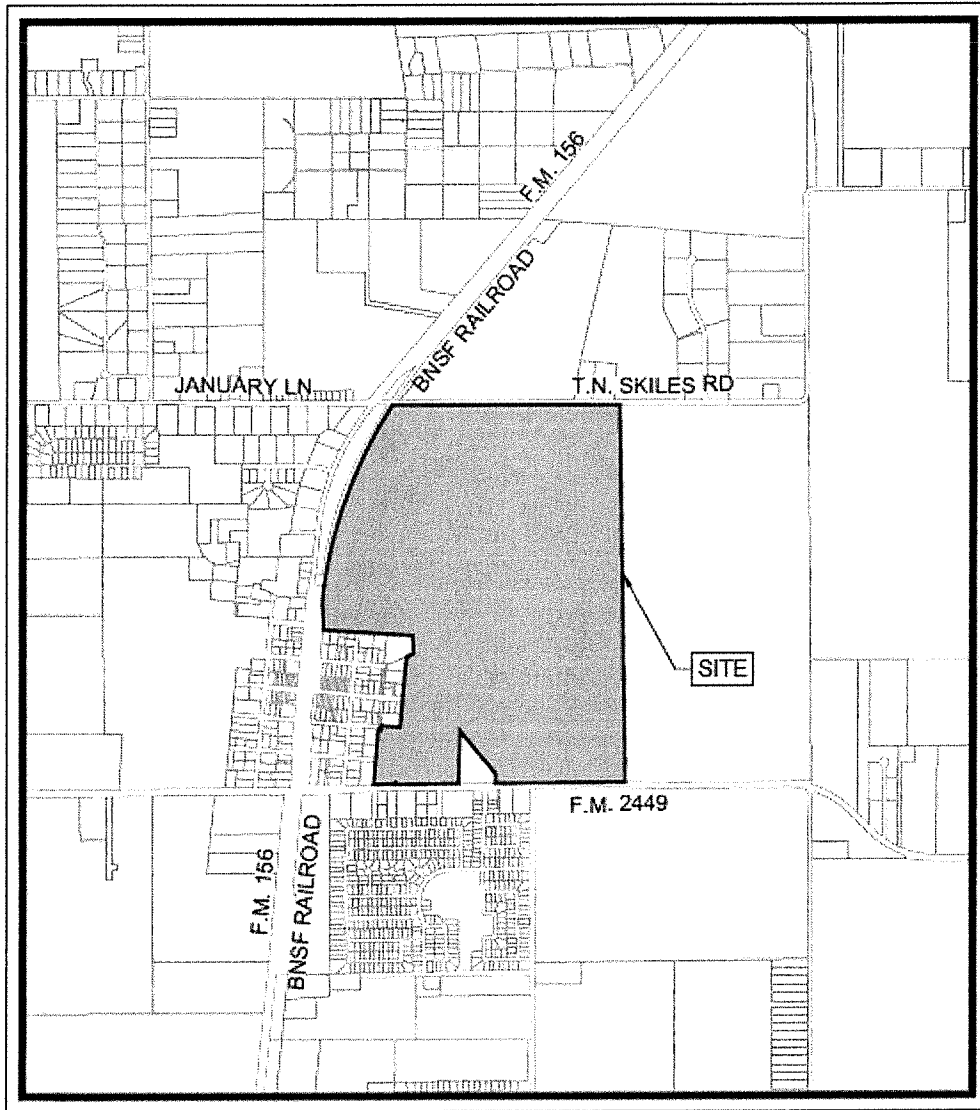 F.M. 156
BNSF RAILROAD
JANUARY LN
T.N. SKILES RD
SITE
F.M. 2449
F.M. 156
BNSF RAILROAD